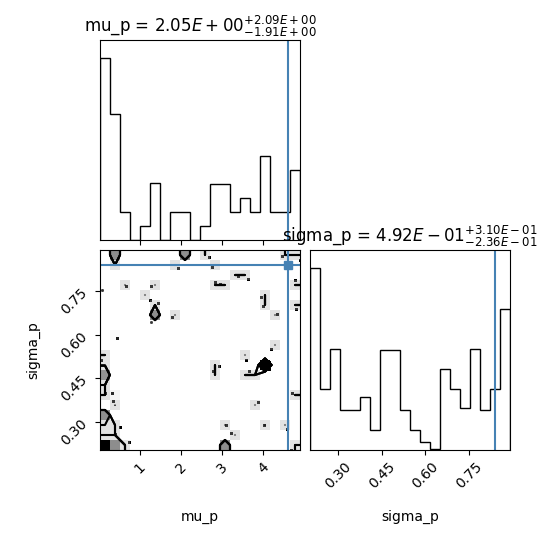 mu_p = 2.05E + 00+2.09E+00−1.91E+00
sigma_p = 4.92E − 01+3.10E−01−2.36E−01
sigma_p
0.75
0.60
0.45
0.30
1 2 3 4
0.30 0.45 0.60 0.75
mu_p
sigma_p